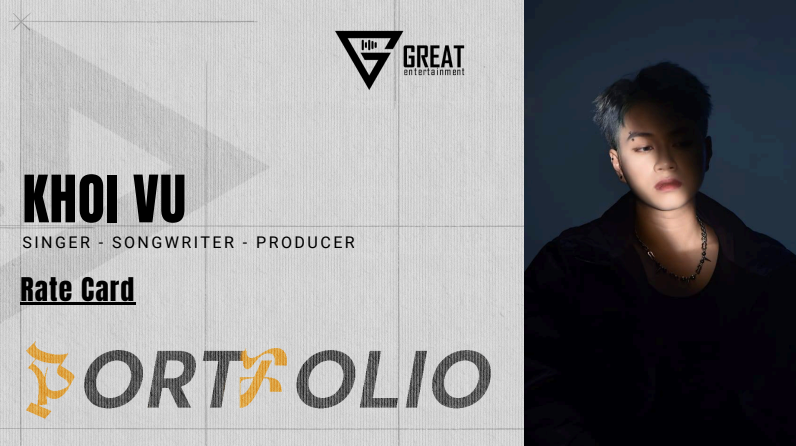 GREAT
entertainment
KHOI VU
SINGER - SONGWRITER - PRODUCER
Rate Card
PORTFOLIO